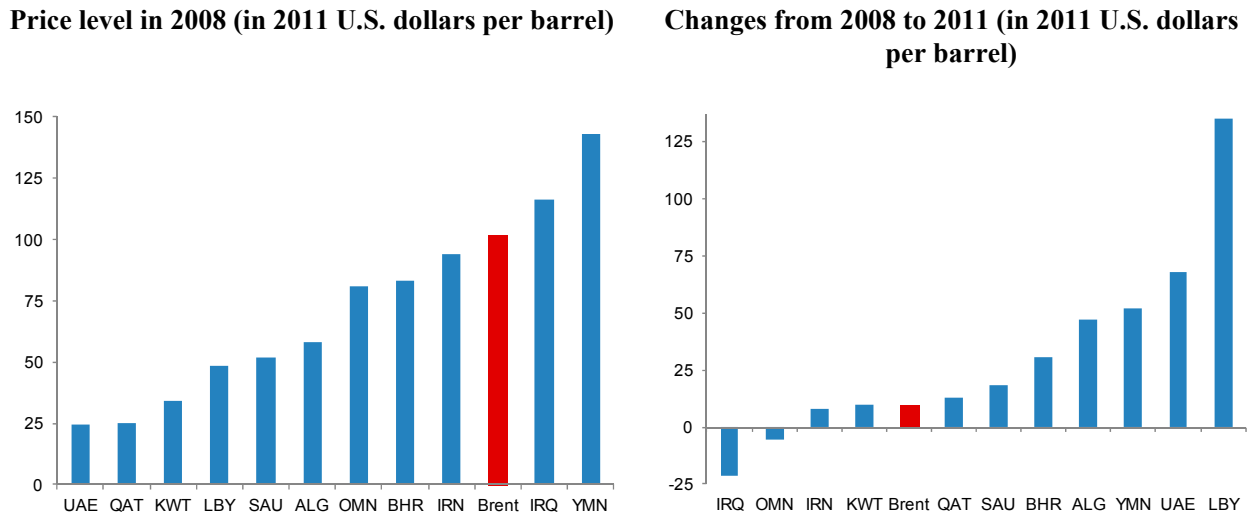 Price level in 2008 (in 2011 U.S. dollars per barrel)
150
125
100
75
50
25
0
UAE QAT KWT LBY SAU ALG OMN BHR IRN Brent IRQ YMN
Changes from 2008 to 2011 (in 2011 U.S. dollars
per barrel)
125
100
75
50
25
0
-25
IRQ OMN IRN KWT Brent QAT SAU BHR ALG YMN UAE LBY